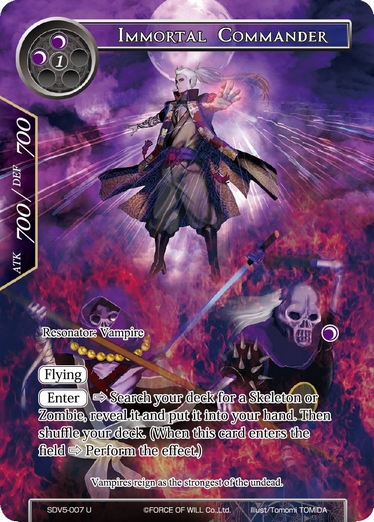 Immortal Commander
1
ATK 700 / DEF 700
Resonator: Vampire
Flying
Enter ⇨ Search your deck for a Skeleton or
Zombie, reveal it and put it into your hand. Then
shuffle your deck. (When this card enters the
field ⇨ Perform the effect.)
Vampires reign as the strongest of the undead.
SDV5-007 U ©FORCE OF WILL Co.,Ltd. Illust/Tomomi TOMIDA